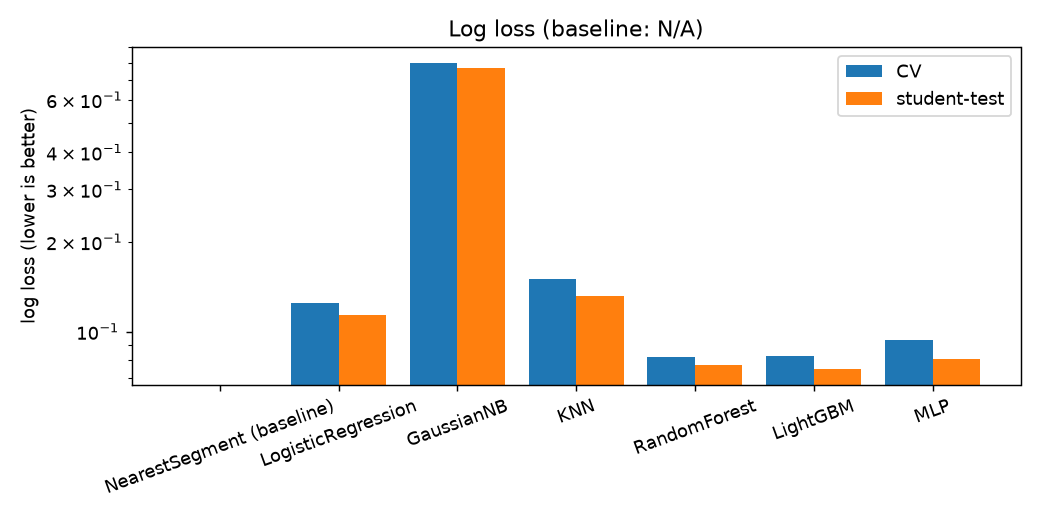 Log loss (baseline: N/A)
log loss (lower is better)
6 × 10⁻¹
4 × 10⁻¹
3 × 10⁻¹
2 × 10⁻¹
10⁻¹
CV
student-test
NearestSegment (baseline)
LogisticRegression
GaussianNB
KNN
RandomForest
LightGBM
MLP